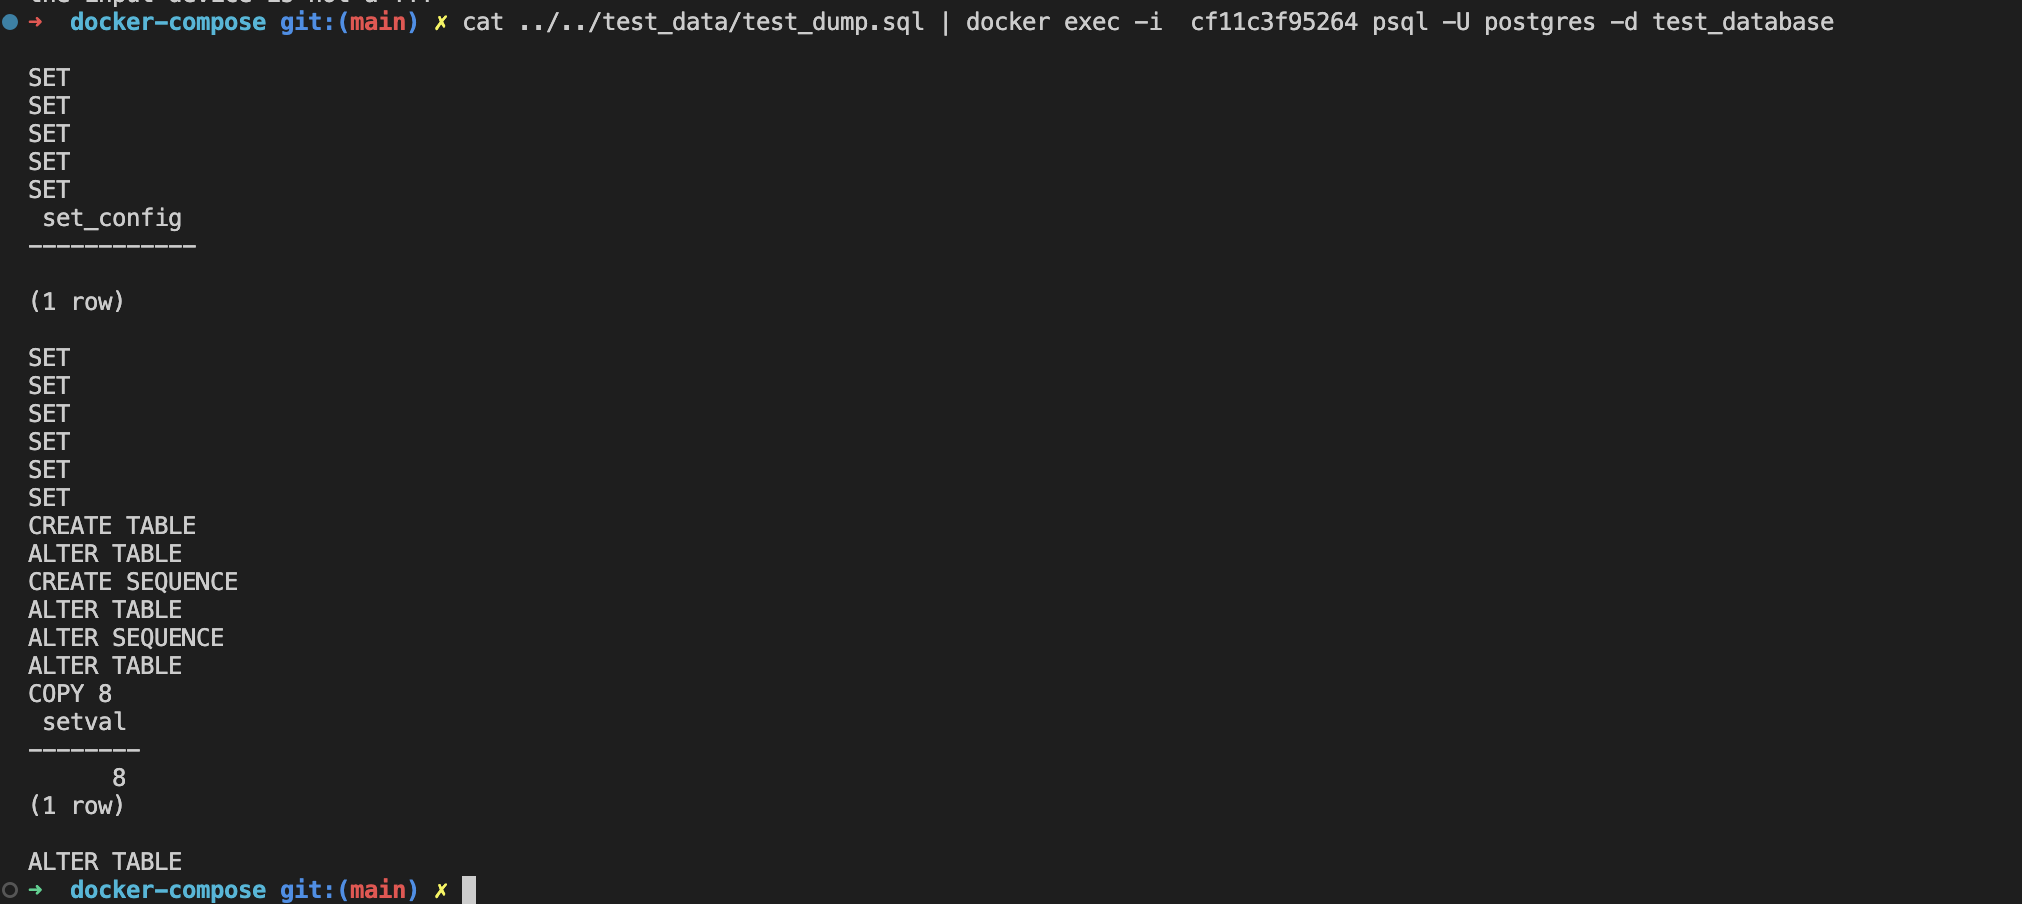 ➜ docker-compose git:(main) ✗ cat ../../test_data/test_dump.sql | docker exec -i  cf11c3f95264 psql -U postgres -d test_database
SET
SET
SET
SET
SET
set_config
------------
(1 row)
SET
SET
SET
SET
SET
SET
CREATE TABLE
ALTER TABLE
CREATE SEQUENCE
ALTER TABLE
ALTER SEQUENCE
ALTER TABLE
COPY 8
setval
--------
8
(1 row)
ALTER TABLE
➜ docker-compose git:(main) ✗